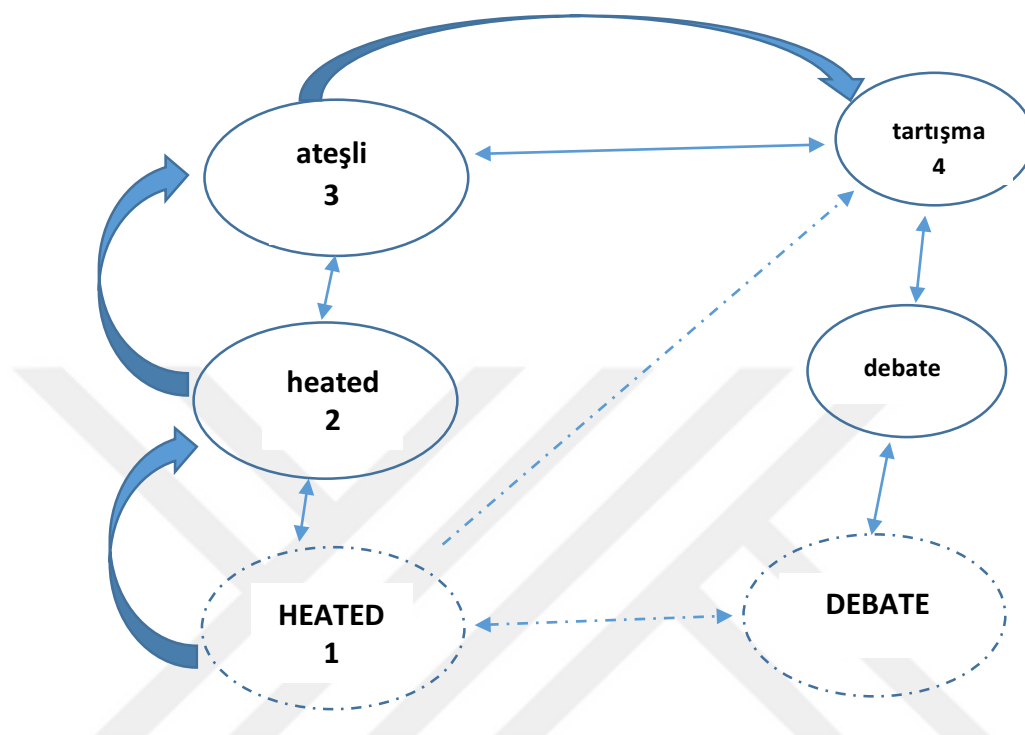 ateşli
3
tartışma
4
heated
2
debate
HEATED
1
DEBATE